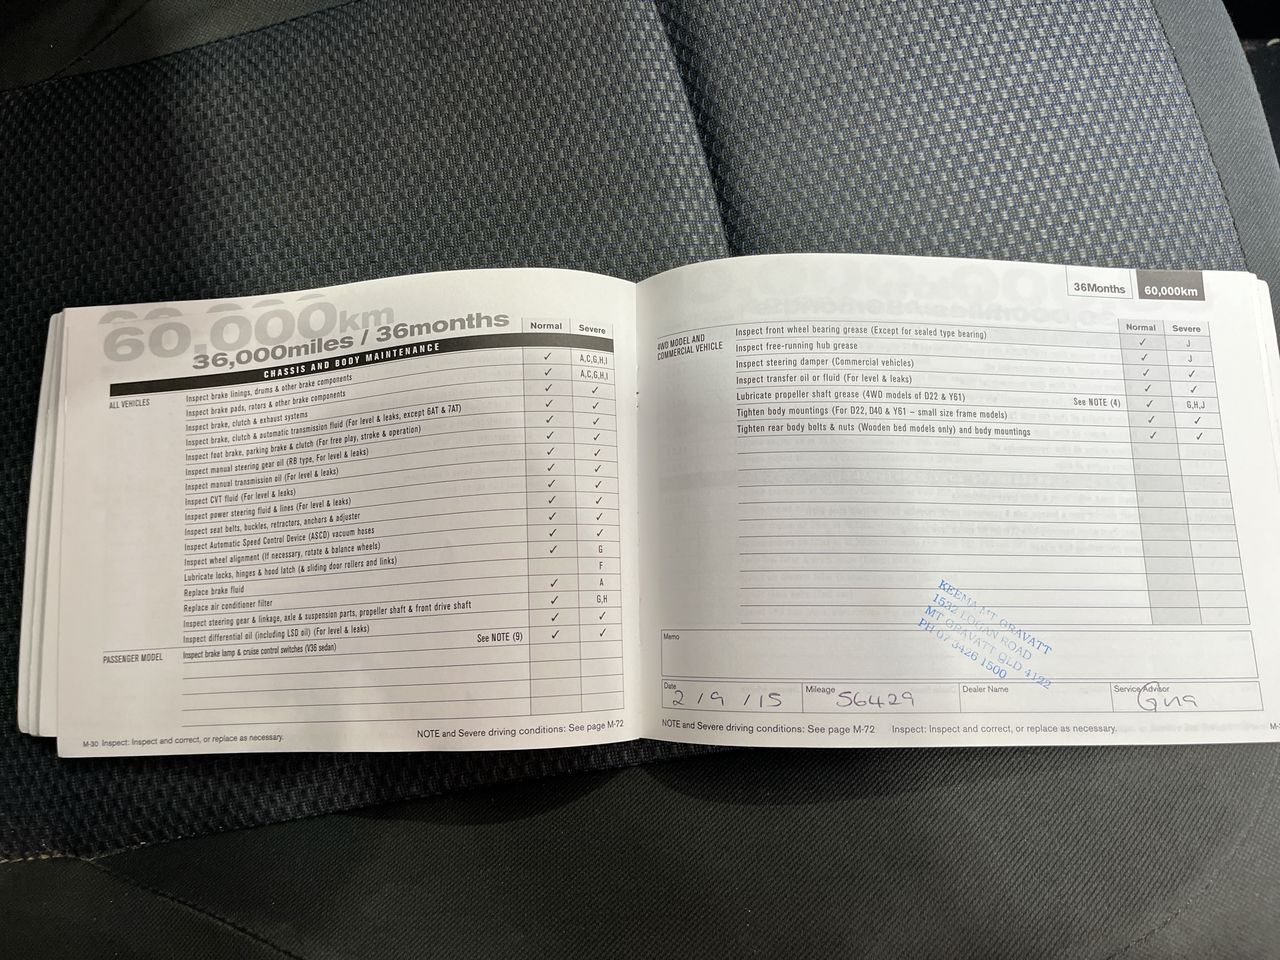 60,000km
36,000miles / 36months
Normal
Severe
CHASSIS AND BODY MAINTENANCE
ALL VEHICLES
Inspect brake linings, drums & other brake components ✓ A,C,G,H,I
Inspect brake pads, rotors & other brake components ✓ A,C,G,H,I
Inspect brake, clutch & exhaust systems ✓ ✓
Inspect brake, clutch & automatic transmission fluid (For level & leaks, except 6AT & 7AT) ✓ ✓
Inspect foot brake, parking brake & clutch (For free play, stroke & operation) ✓ ✓
Inspect manual steering gear oil (RB type, For level & leaks) ✓ ✓
Inspect manual transmission oil (For level & leaks) ✓ ✓
Inspect CVT fluid (For level & leaks) ✓ ✓
Inspect power steering fluid & lines (For level & leaks) ✓ ✓
Inspect seat belts, buckles, retractors, anchors & adjuster ✓ ✓
Inspect Automatic Speed Control Device (ASCD) vacuum hoses ✓ ✓
Inspect wheel alignment (If necessary, rotate & balance wheels) ✓ ✓
Lubricate locks, hinges & hood latch (& sliding door rollers and links) ✓ G
Replace brake fluid F
Replace air conditioner filter ✓ A
Inspect steering gear & linkage, axle & suspension parts, propeller shaft & front drive shaft ✓ G,H
Inspect differential oil (including LSD oil) (For level & leaks) See NOTE (9) ✓ ✓
PASSENGER MODEL
Inspect brake lamp & cruise control switches (V36 sedan) ✓ ✓
M-30 Inspect: Inspect and correct, or replace as necessary.
NOTE and Severe driving conditions: See page M-72
36Months
60,000km
Normal
Severe
4WD MODEL AND
COMMERCIAL VEHICLE
Inspect front wheel bearing grease (Except for sealed type bearing) ✓ J
Inspect free-running hub grease ✓ J
Inspect steering damper (Commercial vehicles) ✓ ✓
Inspect transfer oil or fluid (For level & leaks) ✓ ✓
Lubricate propeller shaft grease (4WD models of D22 & Y61) See NOTE (4) ✓ G,H,J
Tighten body mountings (For D22, D40 & Y61 – small size frame models) ✓ ✓
Tighten rear body bolts & nuts (Wooden bed models only) and body mountings ✓ ✓
KEEMA MT GRAVATT
1532 LOGAN ROAD
MT GRAVATT QLD 4122
PH 07 3426 1500
Memo
Date 2 / 9 / 15
Mileage 56429
Dealer Name
Service Advisor
NOTE and Severe driving conditions: See page M-72
Inspect: Inspect and correct, or replace as necessary.